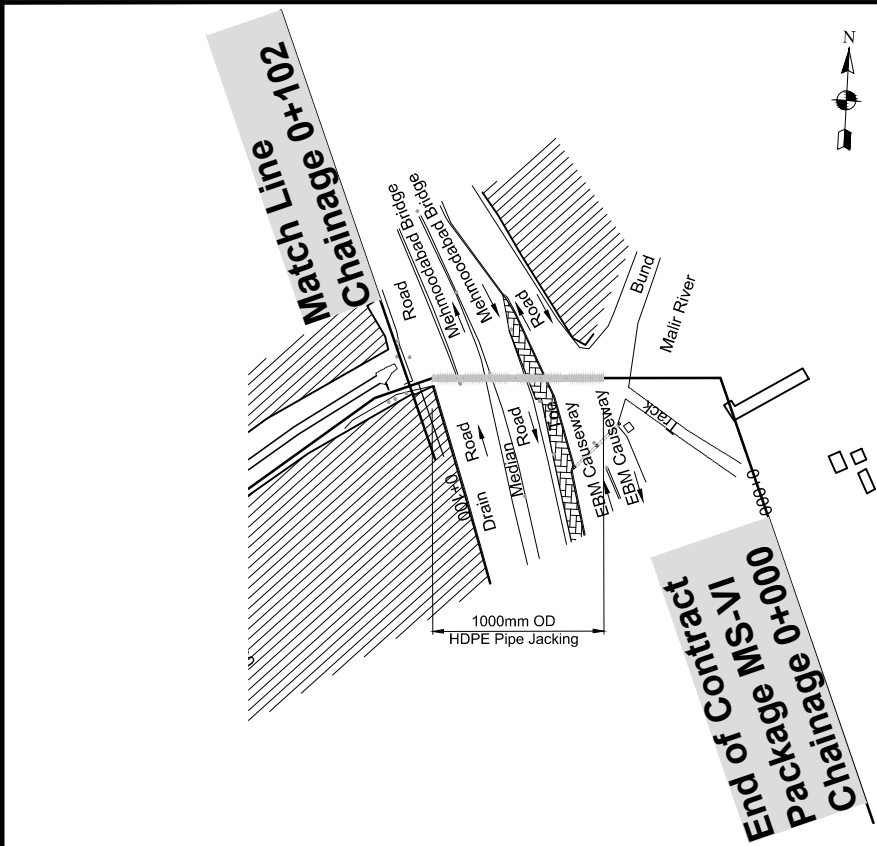 N
Match Line
Chainage 0+102
Road
Mehmoodabad Bridge
Mehmoodabad Bridge
Road
Bund
Malir River
Track
Road
Road
Median
Drain
0+100
EBM Causeway
EBM Causeway
0+000
1000mm OD
HDPE Pipe Jacking
End of Contract
Package MS-VI
Chainage 0+000